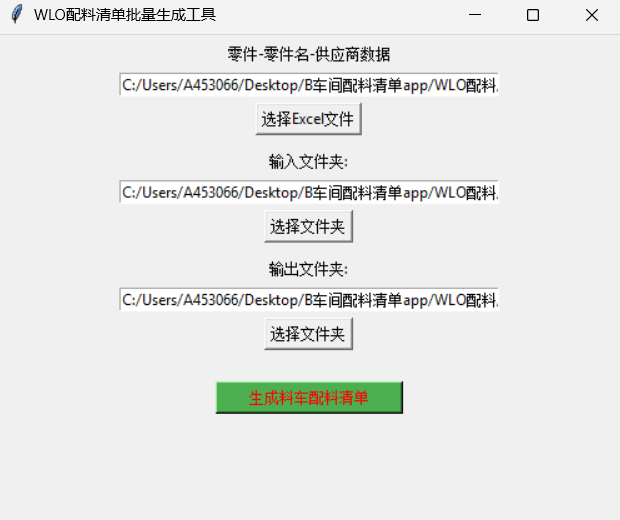 WLO配料清单批量生成工具
零件-零件名-供应商数据
C:/Users/A453066/Desktop/B车间配料清单app/WLO配料.
选择Excel文件
输入文件夹:
C:/Users/A453066/Desktop/B车间配料清单app/WLO配料.
选择文件夹
输出文件夹:
C:/Users/A453066/Desktop/B车间配料清单app/WLO配料.
选择文件夹
生成料车配料清单